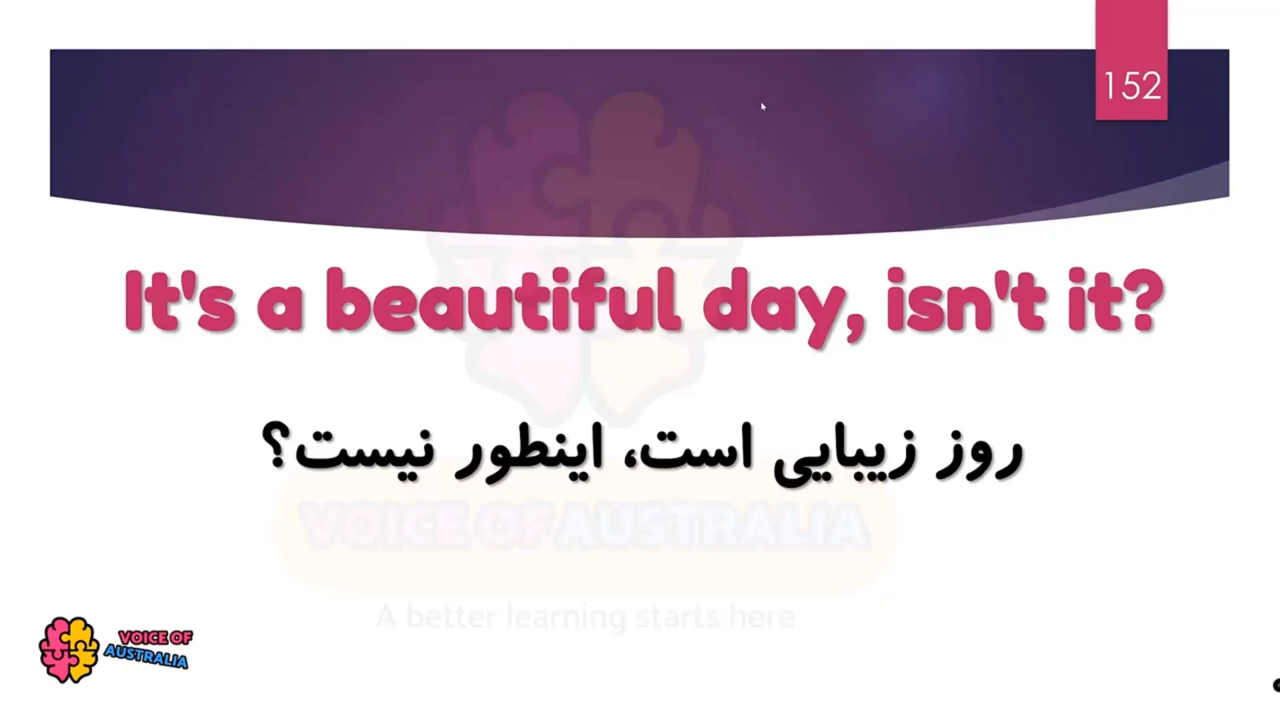 152
It's a beautiful day, isn't it?
روز زیبایی است، اینطور نیست؟
VOICE OF AUSTRALIA
A better learning starts here
VOICE OF
AUSTRALIA